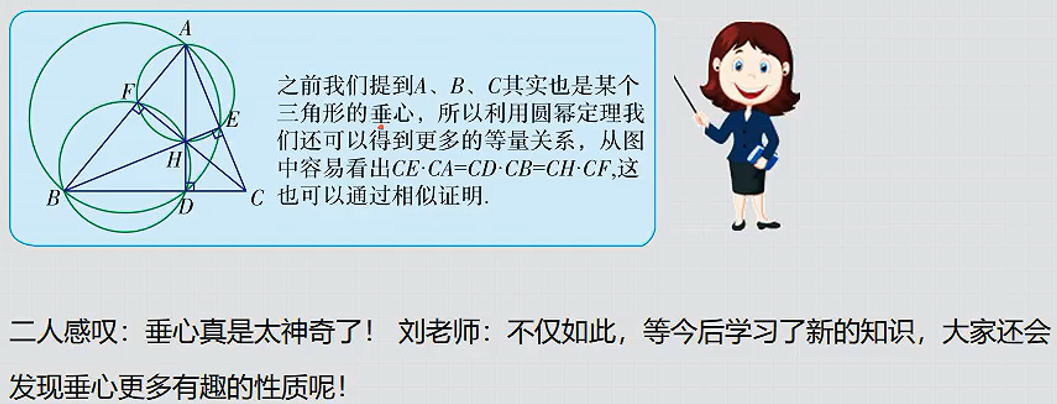 A
F
E
H
B
D
C
之前我们提到A、B、C其实也是某个
三角形的垂心，所以利用圆幂定理我
们还可以得到更多的等量关系，从图
中容易看出CE·CA=CD·CB=CH·CF,这
也可以通过相似证明.
二人感叹：垂心真是太神奇了！ 刘老师：不仅如此，等今后学习了新的知识，大家还会
发现垂心更多有趣的性质呢！